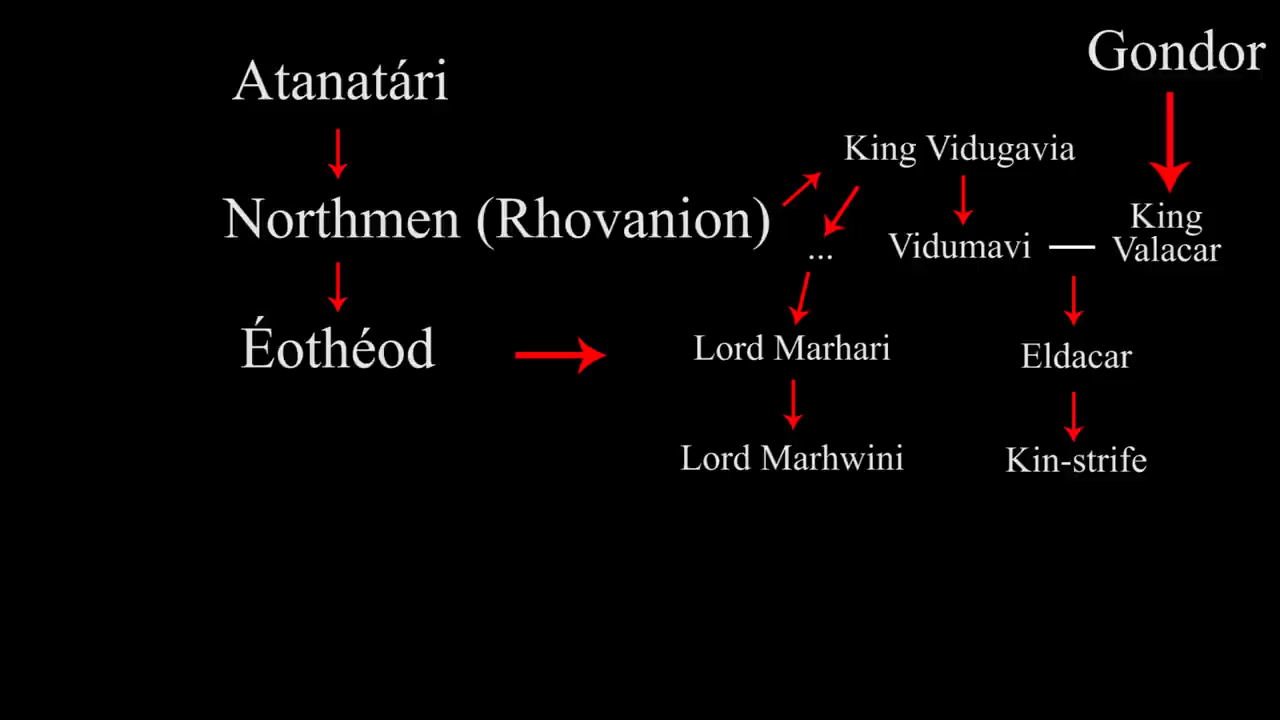 Gondor
Atanatári
King Vidugavia
Northmen (Rhovanion)
King
Valacar
...
Vidumavi
Éothéod
Lord Marhari
Eldacar
Lord Marhwini
Kin-strife